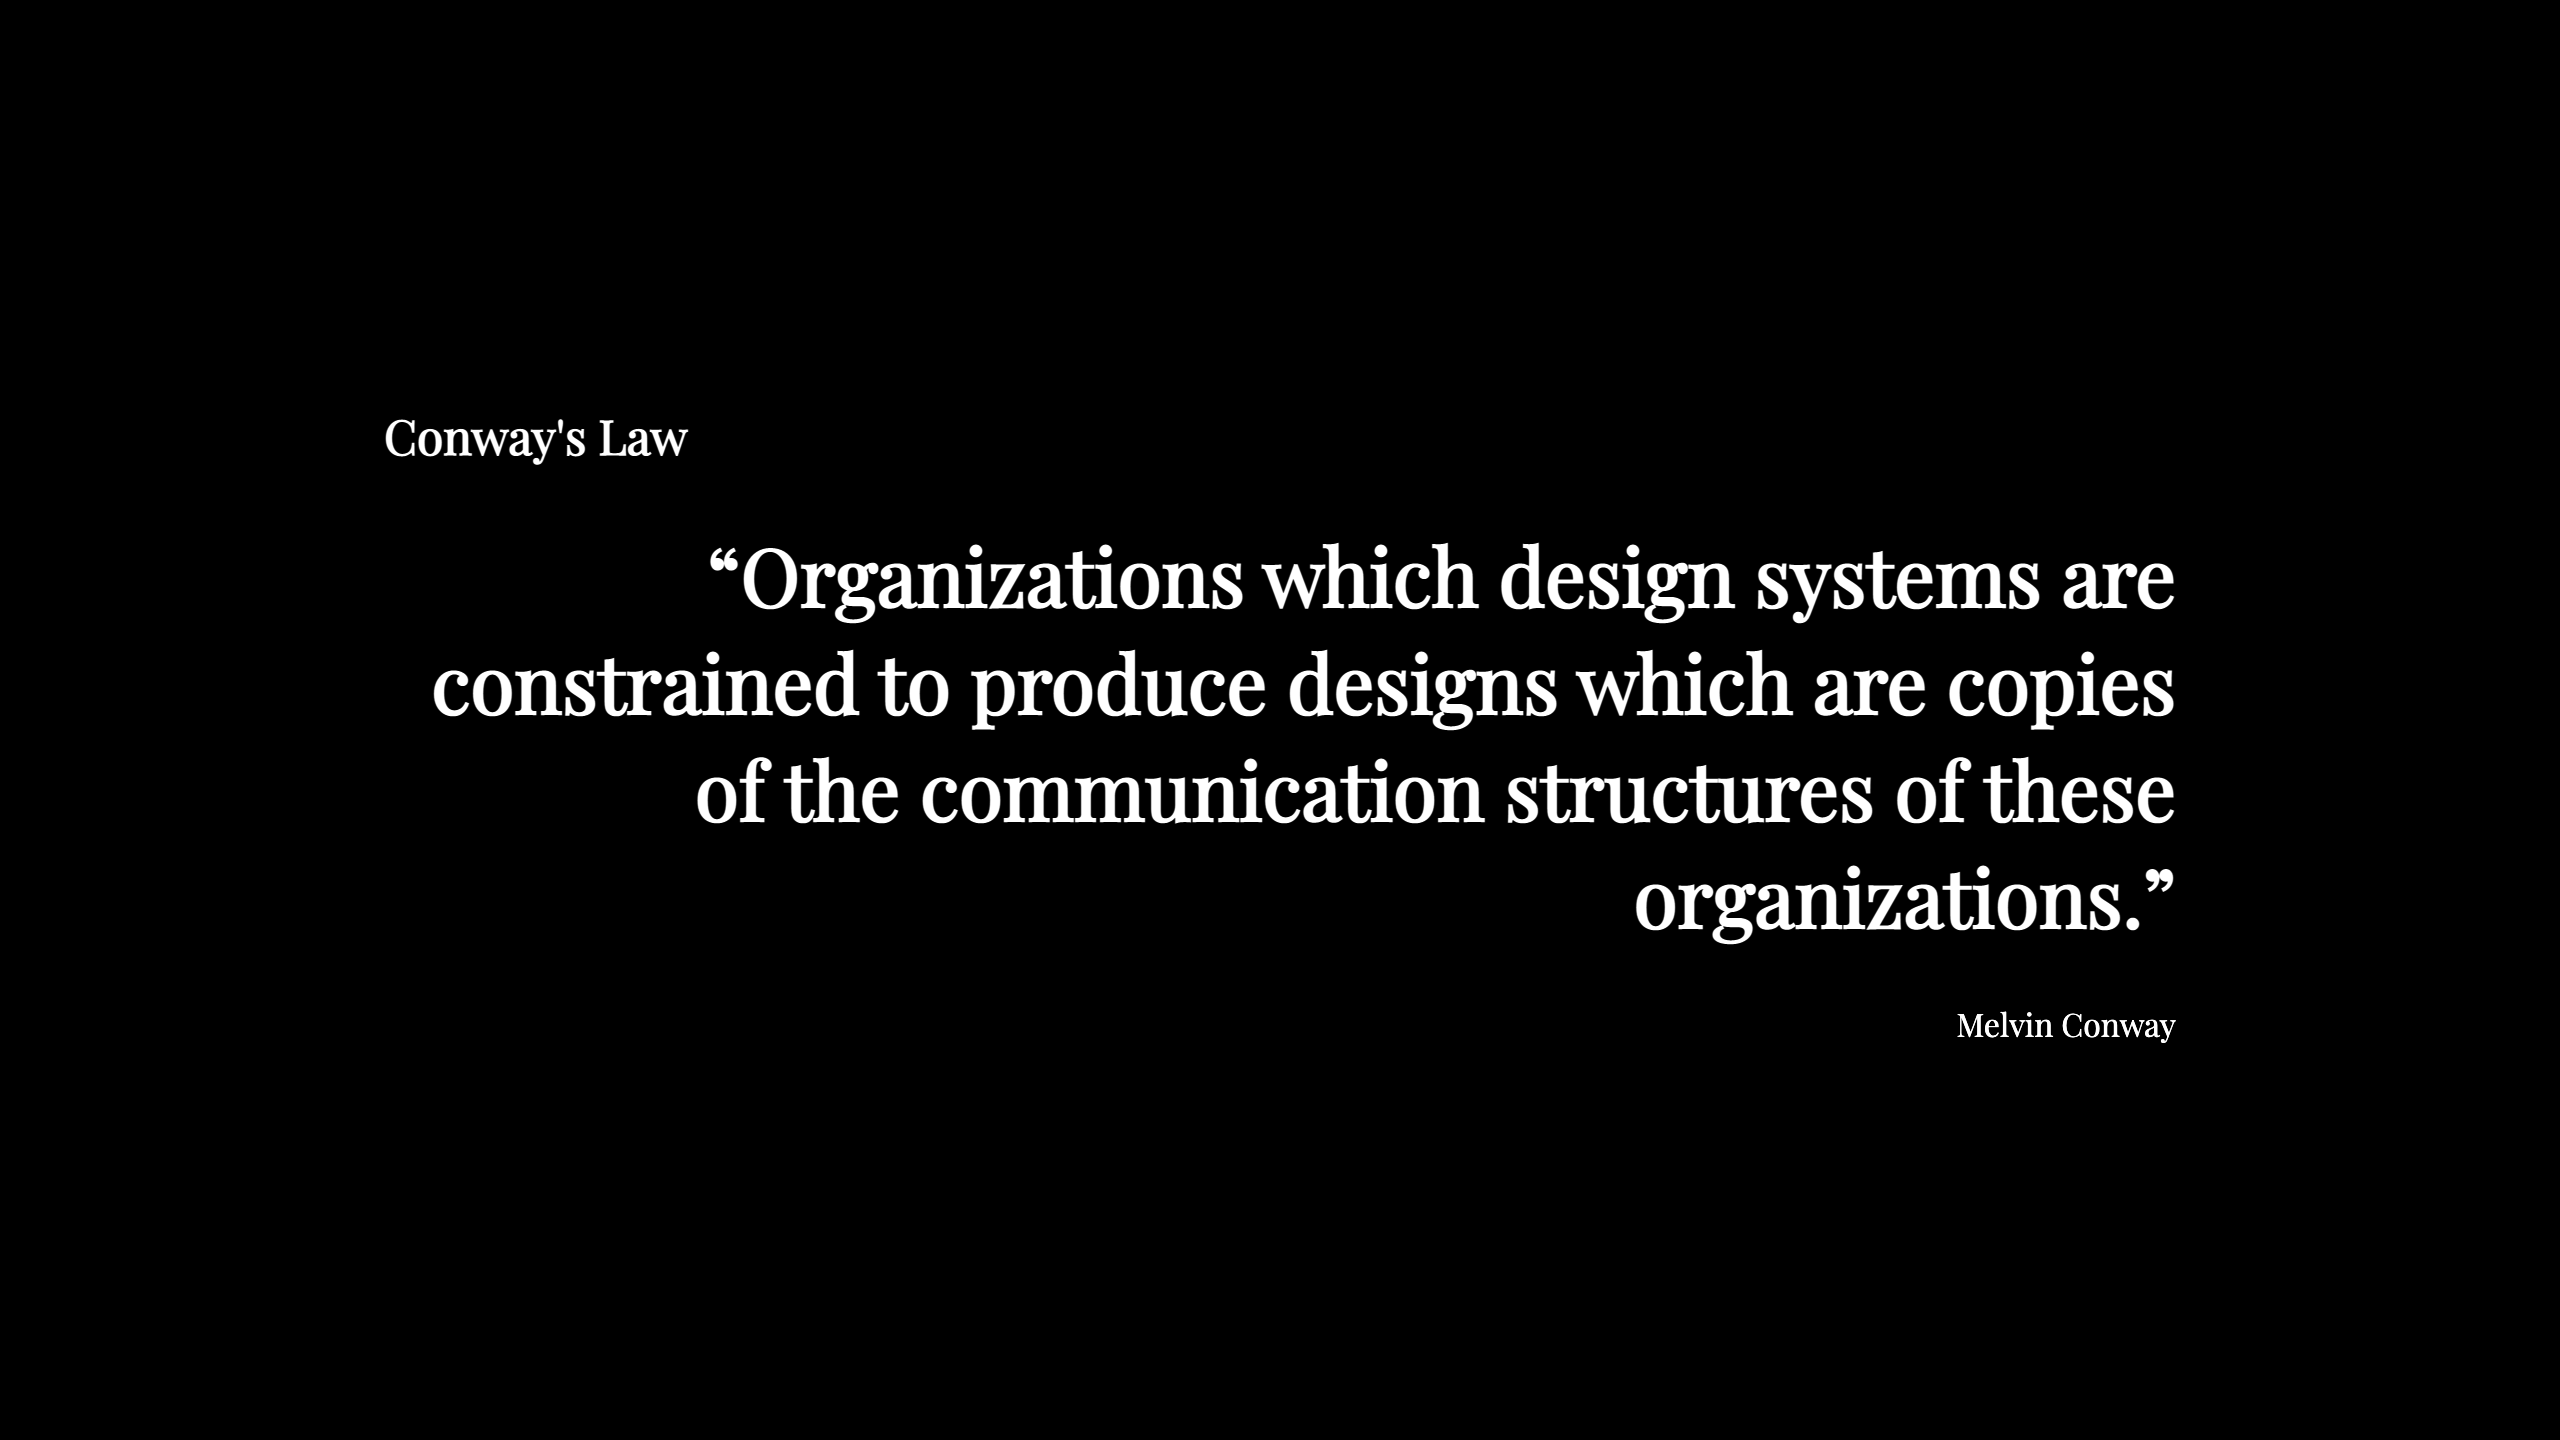 Conway's Law
“Organizations which design systems are
constrained to produce designs which are copies
of the communication structures of these
organizations.”
Melvin Conway